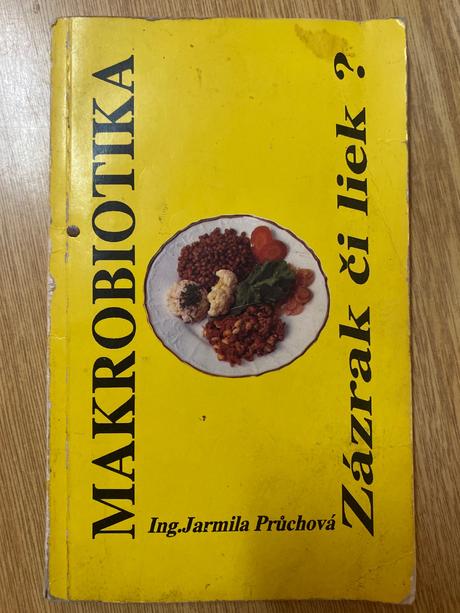 MAKROBIOTIKA
Zázrak či liek ?
Ing.Jarmila Průchová